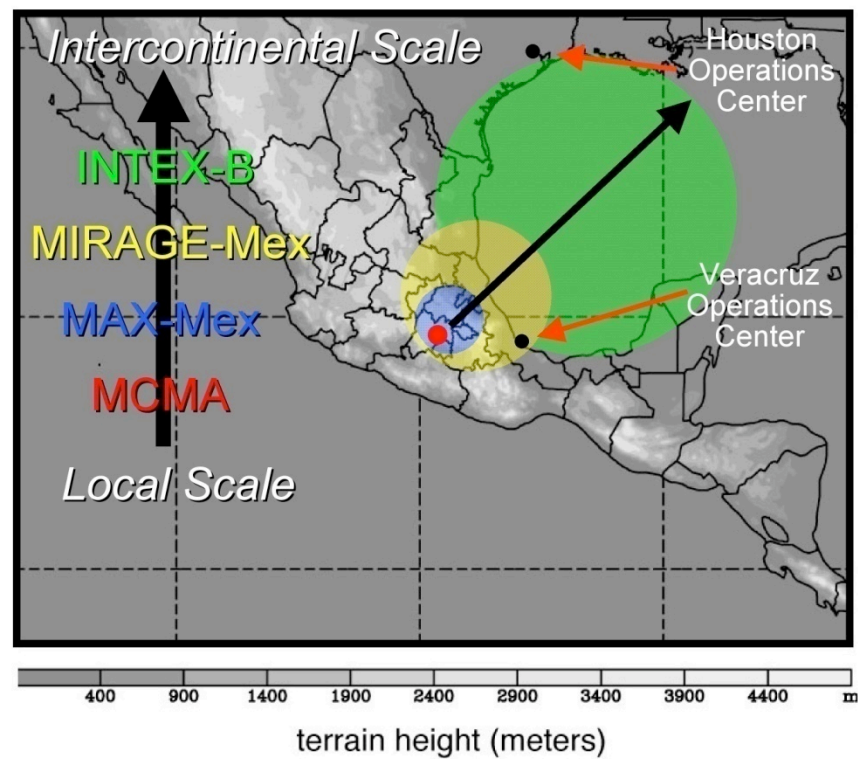 Intercontinental Scale
Houston
Operations
Center
INTEX-B
MIRAGE-Mex
Veracruz
Operations
Center
MAX-Mex
MCMA
Local Scale
400 900 1400 1900 2400 2900 3400 3900 4400 m
terrain height (meters)